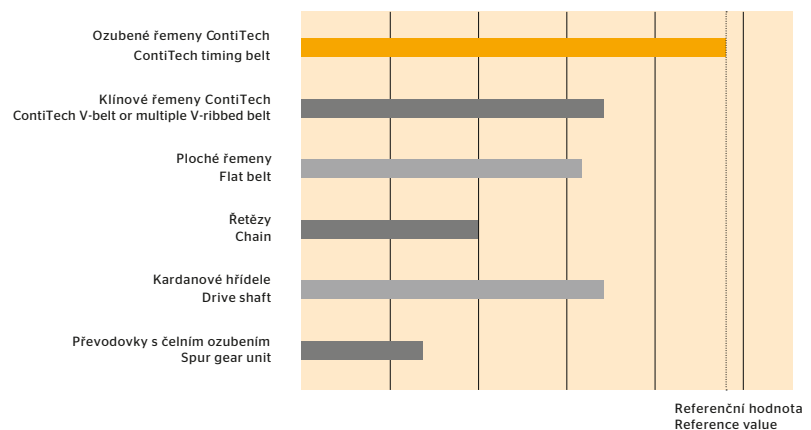 Ozubené řemeny ContiTech
ContiTech timing belt
Klínové řemeny ContiTech
ContiTech V-belt or multiple V-ribbed belt
Ploché řemeny
Flat belt
Řetězy
Chain
Kardanové hřídele
Drive shaft
Převodovky s čelním ozubením
Spur gear unit
Referenční hodnota
Reference value